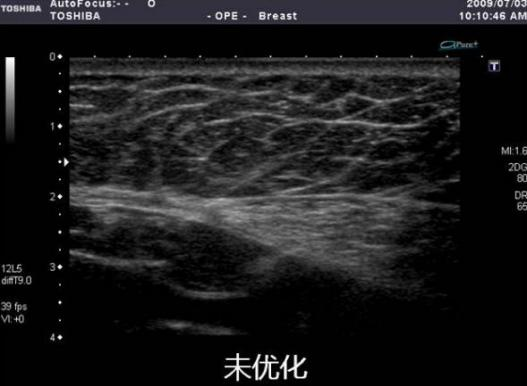 TOSHIBA
AutoFocus:- - O
TOSHIBA
- OPE - Breast
2009/07/03
10:10:46 AM
aPure+
T
0
1
2
3
4
MI:1.6
2DG
80
DR
65
12L5
diffT9.0
39 fps
VI:+0
未优化